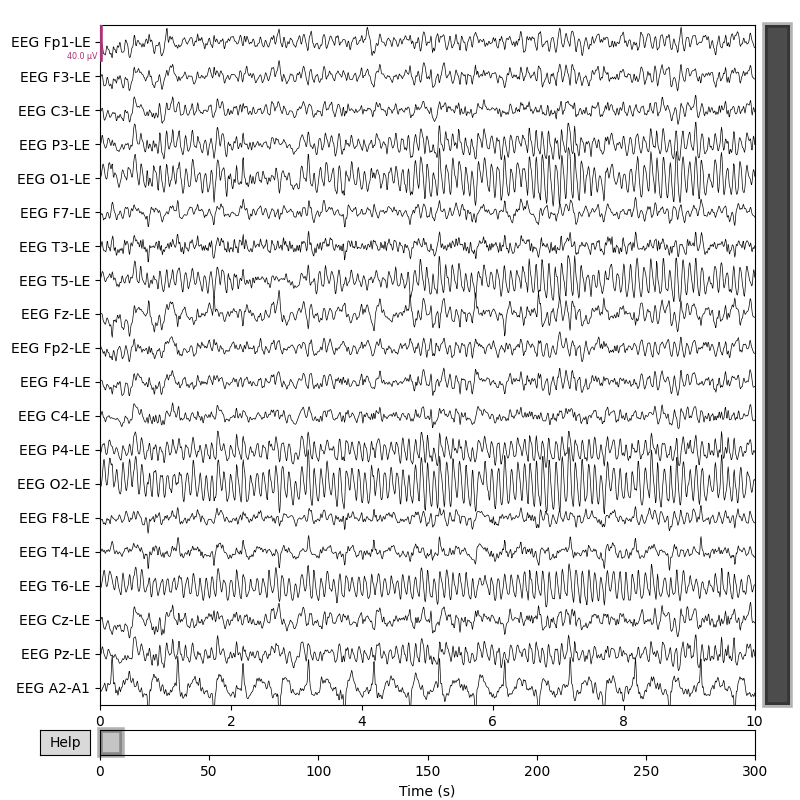 EEG Fp1-LE
40.0 µV
EEG F3-LE
EEG C3-LE
EEG P3-LE
EEG O1-LE
EEG F7-LE
EEG T3-LE
EEG T5-LE
EEG Fz-LE
EEG Fp2-LE
EEG F4-LE
EEG C4-LE
EEG P4-LE
EEG O2-LE
EEG F8-LE
EEG T4-LE
EEG T6-LE
EEG Cz-LE
EEG Pz-LE
EEG A2-A1
0 2 4 6 8 10
Help
0 50 100 150 200 250 300
Time (s)